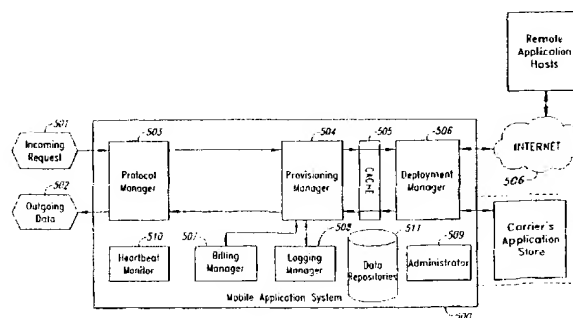 Remote
Application
Hosts
501
Incoming
Request
502
Outgoing
Data
503
Protocol
Manager
504
Provisioning
Manager
505
CACHE
506
Deployment
Manager
INTERNET
506
Carrier's
Application
Store
510
Heartbeat
Monitor
507
Billing
Manager
508
Logging
Manager
511
Data
Repositories
509
Administrator
Mobile Application System
500